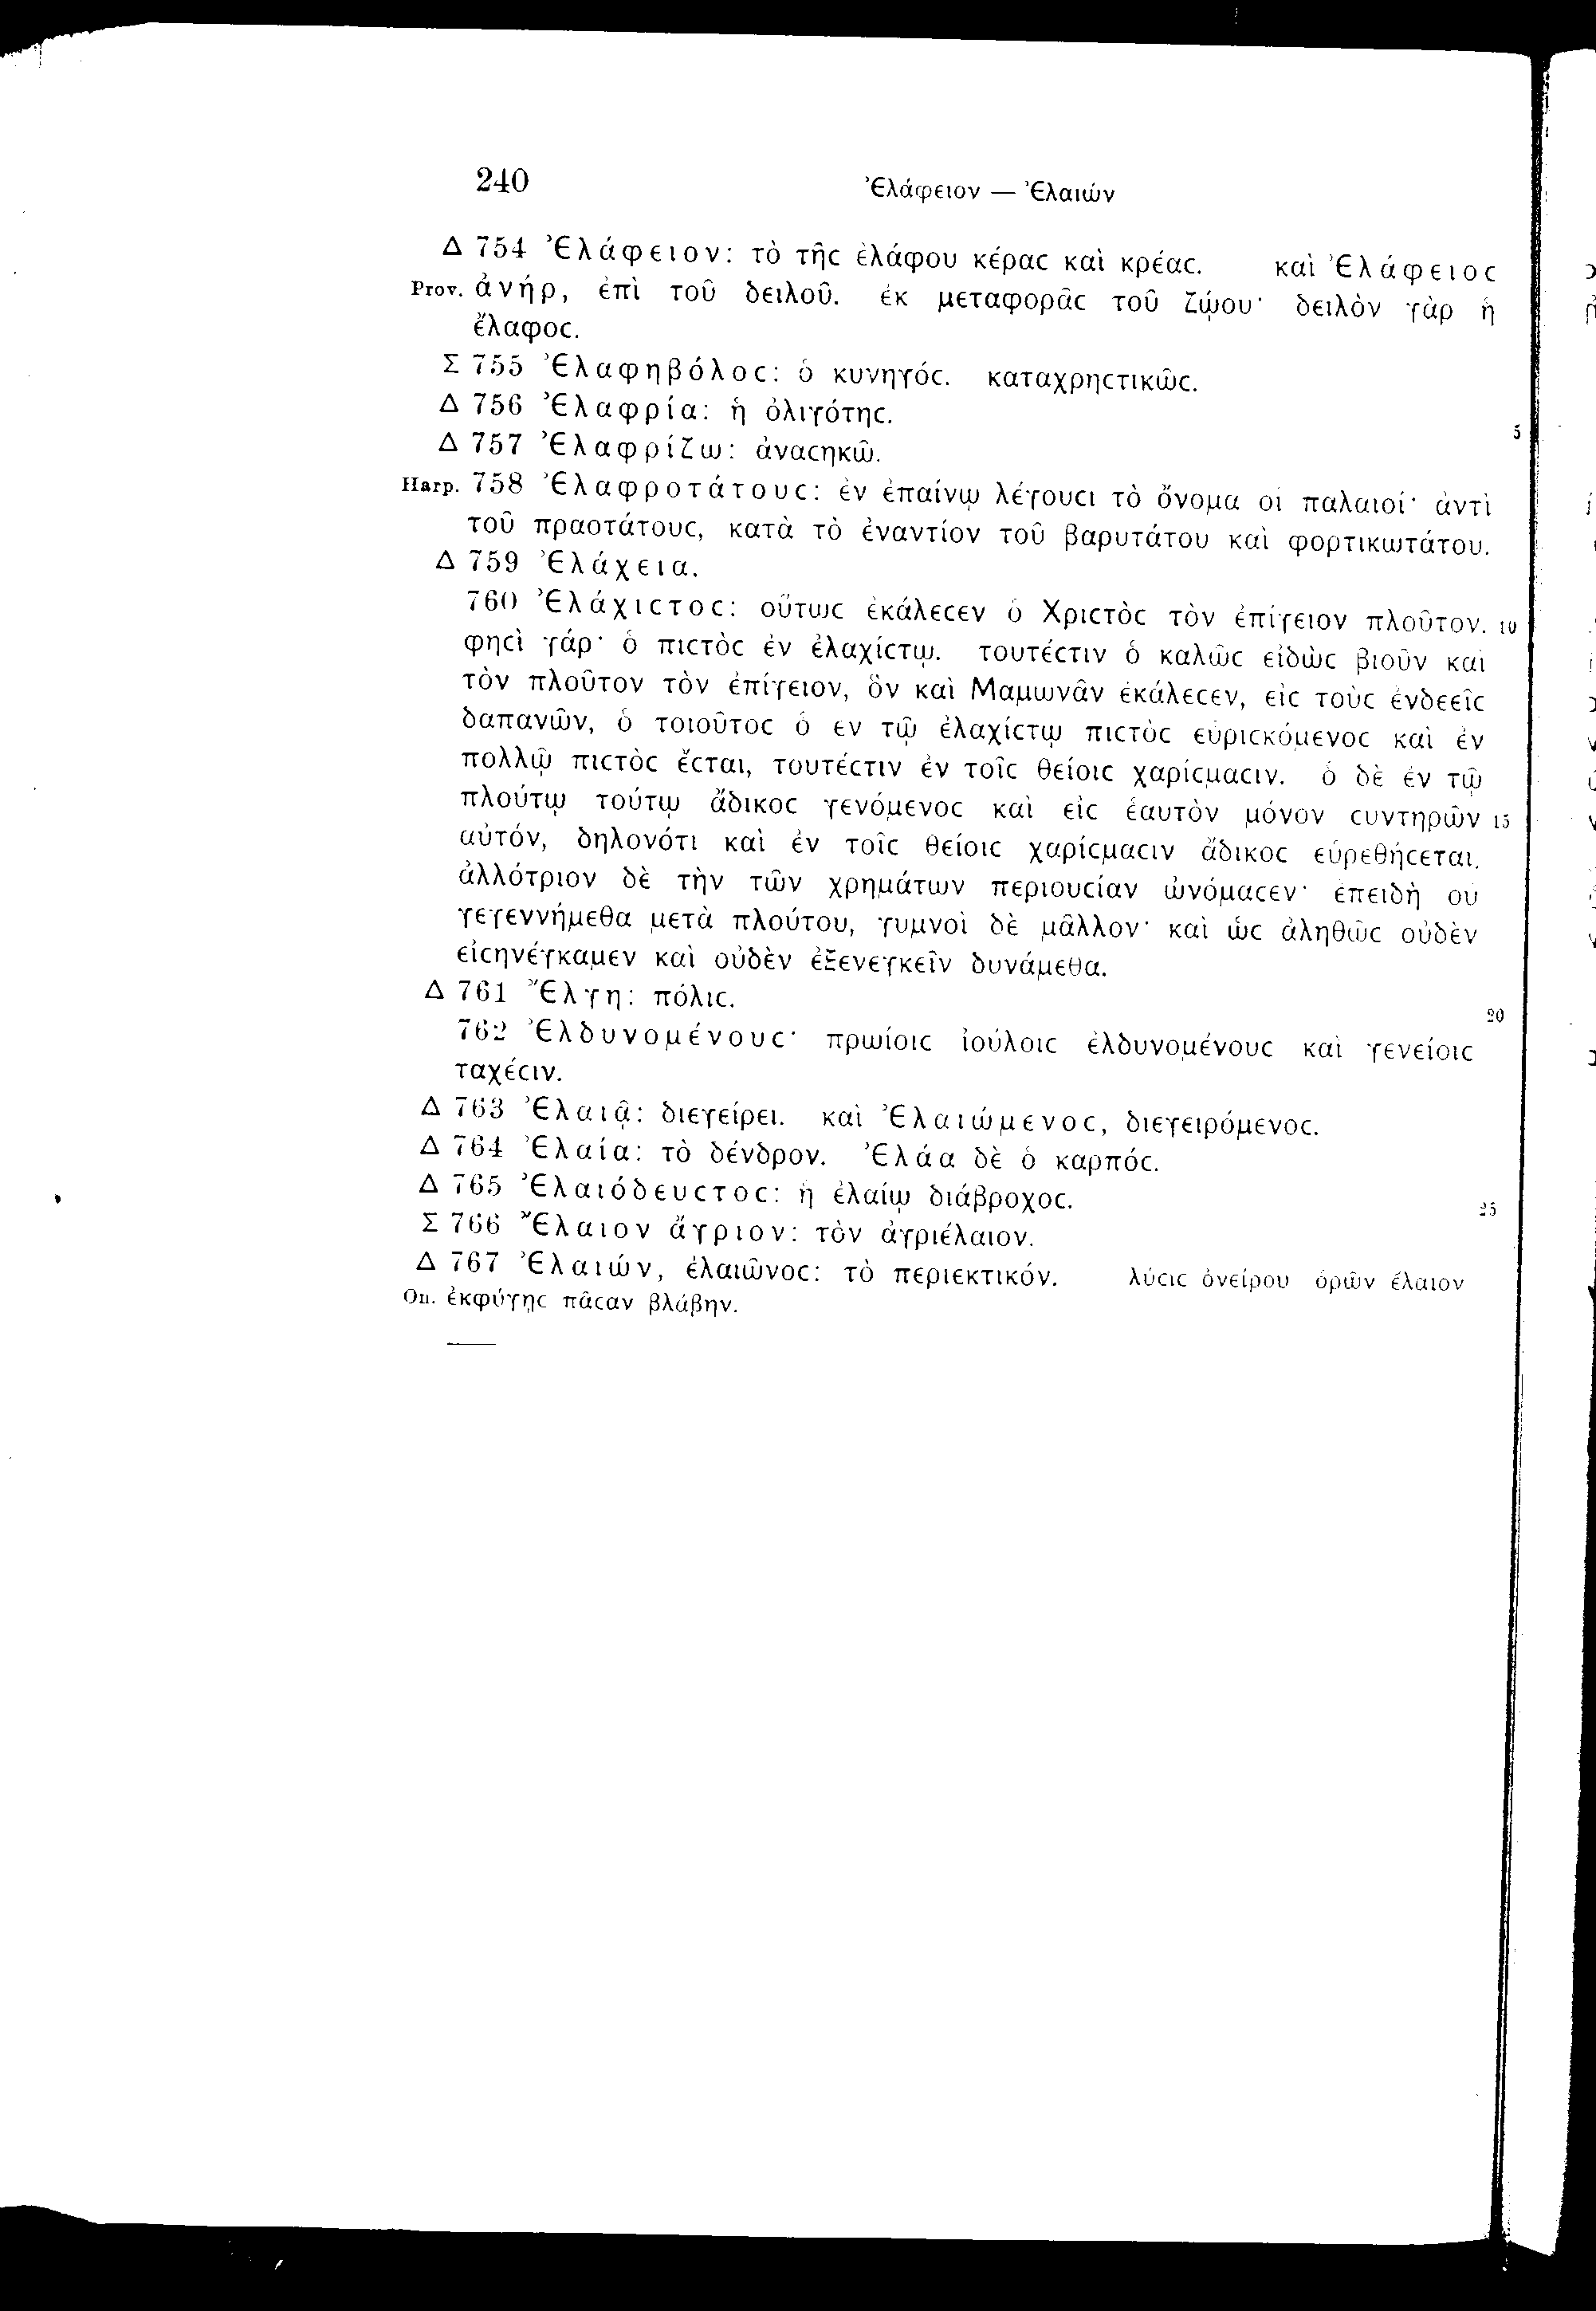 240 Ἐλάφειον — Ἐλαιών
Δ 754 Ἐλάφειον: τὸ τῆϲ ἐλάφου κέραϲ καὶ κρέαϲ. καὶ Ἐλάφειοϲ
Prov. ἀνήρ, ἐπὶ τοῦ δειλοῦ. ἐκ μεταφορᾶϲ τοῦ ζῴου· δειλὸν γὰρ ἡ
ἔλαφοϲ.
Σ 755 Ἐλαφηβόλοϲ: ὁ κυνηγόϲ. καταχρηϲτικῶϲ.
Δ 756 Ἐλαφρία: ἡ ὀλιγότηϲ.
5
Δ 757 Ἐλαφρίζω: ἀναϲηκῶ.
Harp. 758 Ἐλαφροτάτουϲ: ἐν ἐπαίνῳ λέγουϲι τὸ ὄνομα οἱ παλαιοί· ἀντὶ
τοῦ πραοτάτουϲ, κατὰ τὸ ἐναντίον τοῦ βαρυτάτου καὶ φορτικωτάτου.
Δ 759 Ἐλάχεια.
760 Ἐλάχιϲτοϲ: οὕτωϲ ἐκάλεϲεν ὁ Χριϲτὸϲ τὸν ἐπίγειον πλοῦτον. 10
φηϲὶ γάρ· ὁ πιϲτὸϲ ἐν ἐλαχίϲτῳ. τουτέϲτιν ὁ καλῶϲ εἰδὼϲ βιοῦν καὶ
τὸν πλοῦτον τὸν ἐπίγειον, ὃν καὶ Μαμωνᾶν ἐκάλεϲεν, εἰϲ τοὺϲ ἐνδεεῖϲ
δαπανῶν, ὁ τοιοῦτοϲ ὁ ἐν τῷ ἐλαχίϲτῳ πιϲτὸϲ εὑριϲκόμενοϲ καὶ ἐν
πολλῷ πιϲτὸϲ ἔϲται, τουτέϲτιν ἐν τοῖϲ θείοιϲ χαρίϲμαϲιν. ὁ δὲ ἐν τῷ
πλούτῳ τούτῳ ἄδικοϲ γενόμενοϲ καὶ εἰϲ ἑαυτὸν μόνον ϲυντηρῶν 15
αὐτόν, δηλονότι καὶ ἐν τοῖϲ θείοιϲ χαρίϲμαϲιν ἄδικοϲ εὑρεθήϲεται.
ἀλλότριον δὲ τὴν τῶν χρημάτων περιουϲίαν ὠνόμαϲεν· ἐπειδὴ οὐ
γεγεννήμεθα μετὰ πλούτου, γυμνοὶ δὲ μᾶλλον· καὶ ὡϲ ἀληθῶϲ οὐδὲν
εἰϲηνέγκαμεν καὶ οὐδὲν ἐξενεγκεῖν δυνάμεθα.
Δ 761 Ἔλγη: πόλιϲ.
20
762 Ἐλδυνομένουϲ· πρωίοιϲ ἰούλοιϲ ἐλδυνομένουϲ καὶ γενείοιϲ
ταχέϲιν.
Δ 763 Ἐλαιᾷ: διεγείρει. καὶ Ἐλαιώμενοϲ, διεγειρόμενοϲ.
Δ 764 Ἐλαία: τὸ δένδρον. Ἐλάα δὲ ὁ καρπόϲ.
Δ 765 Ἐλαιόδευϲτοϲ: ἡ ἐλαίῳ διάβροχοϲ.
25
Σ 766 Ἔλαιον ἄγριον: τὸν ἀγριέλαιον.
Δ 767 Ἐλαιών, ἐλαιῶνοϲ: τὸ περιεκτικόν. λύϲιϲ ὀνείρου ὁρῶν ἔλαιον
On. ἐκφύγῃϲ πᾶϲαν βλάβην.